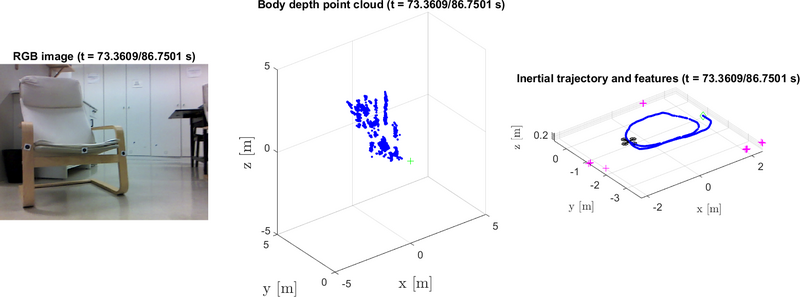 RGB image (t = 73.3609/86.7501 s)
Body depth point cloud (t = 73.3609/86.7501 s)
5
0
-5
z [m]
5
0
y [m]
-5
0
5
x [m]
Inertial trajectory and features (t = 73.3609/86.7501 s)
0.2
z [m]
0
-1
-2
-3
y [m]
-2
0
2
x [m]